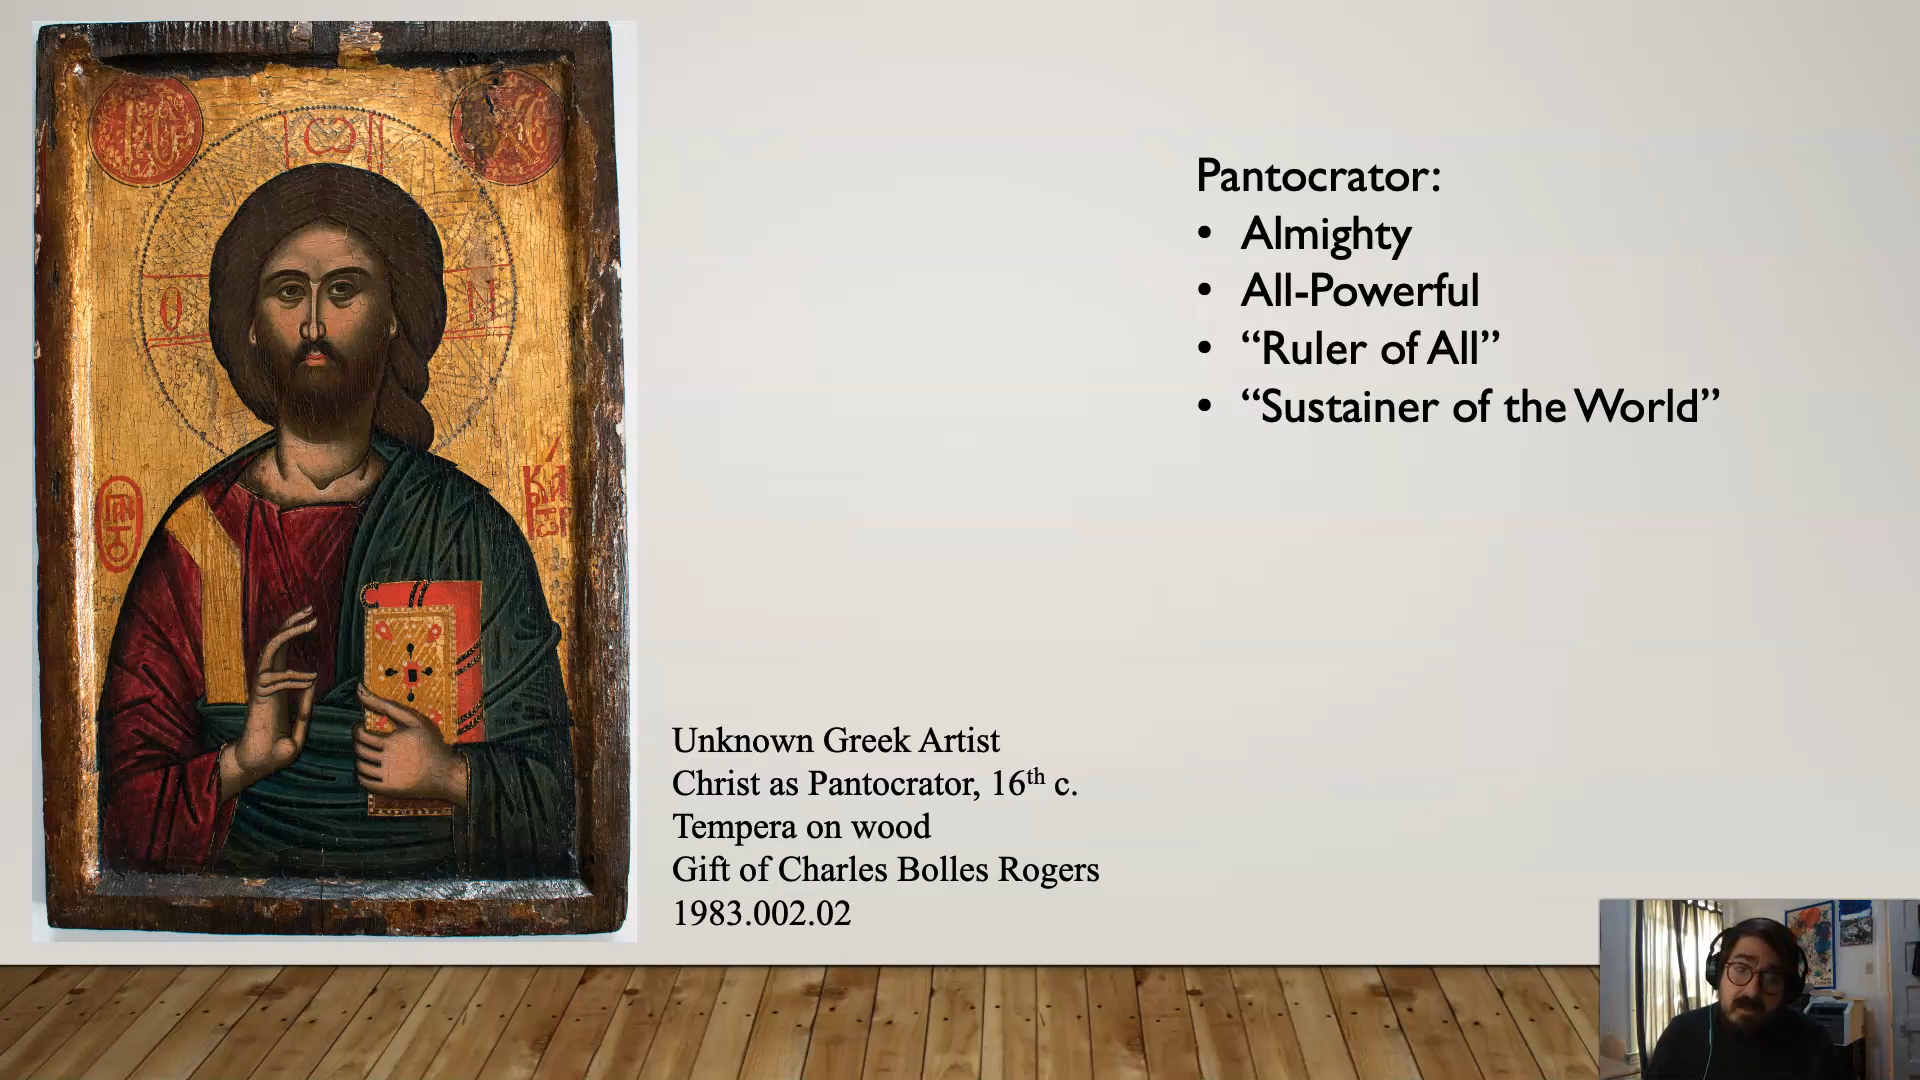 ω
Ο Ν
Unknown Greek Artist
Christ as Pantocrator, 16th c.
Tempera on wood
Gift of Charles Bolles Rogers
1983.002.02
Pantocrator:
• Almighty
• All-Powerful
• “Ruler of All”
• “Sustainer of the World”